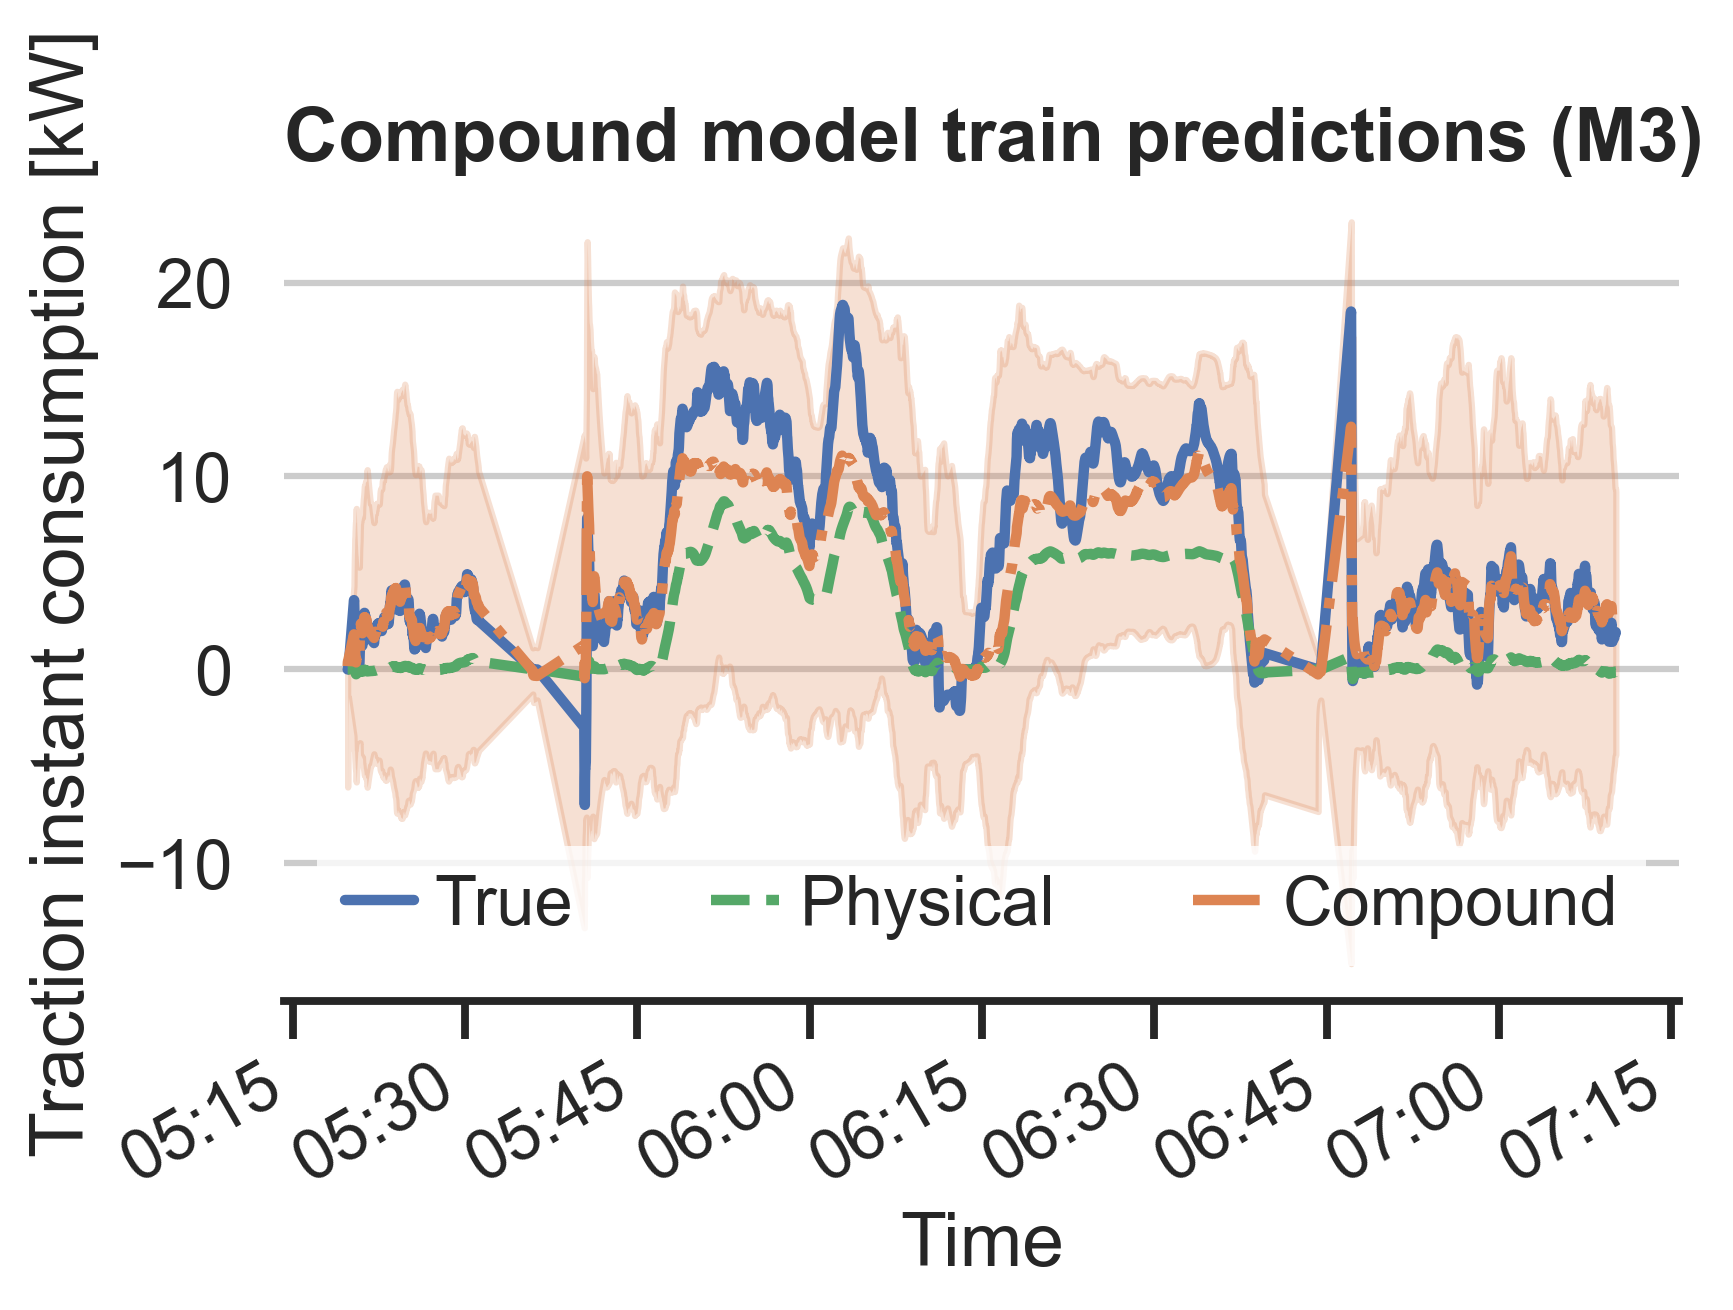 Compound model train predictions (M3)
Traction instant consumption [kW]
20
10
0
−10
True
Physical
Compound
05:15
05:30
05:45
06:00
06:15
06:30
06:45
07:00
07:15
Time